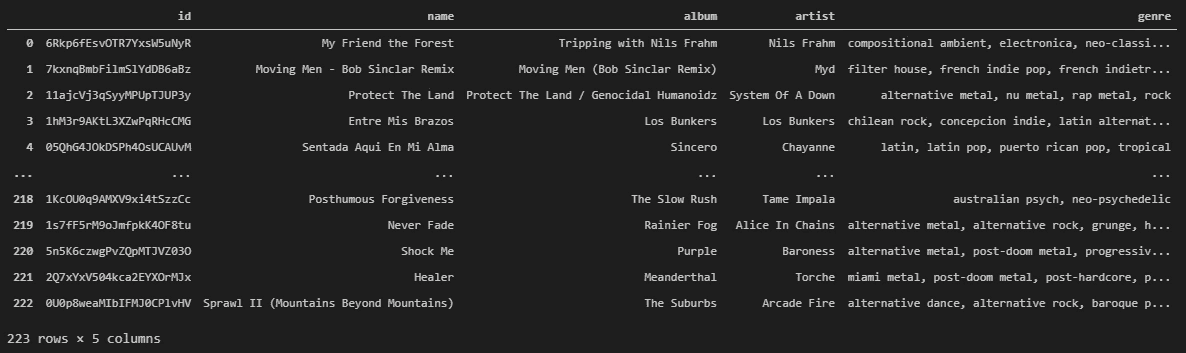 id name album artist genre
0 6Rkp6fEsvOTR7YxsW5uNyR My Friend the Forest Tripping with Nils Frahm Nils Frahm compositional ambient, electronica, neo-classi...
1 7kxnqBmbFilmSlYdDB6aBz Moving Men - Bob Sinclar Remix Moving Men (Bob Sinclar Remix) Myd filter house, french indie pop, french indietr...
2 11ajcVj3qSyyMPUpTJUP3y Protect The Land Protect The Land / Genocidal Humanoidz System Of A Down alternative metal, nu metal, rap metal, rock
3 1hM3r9AKtL3XZwPqRHcCMG Entre Mis Brazos Los Bunkers Los Bunkers chilean rock, concepcion indie, latin alternat...
4 05QhG4JOkDSPh4OsUCAUvM Sentada Aqui En Mi Alma Sincero Chayanne latin, latin pop, puerto rican pop, tropical
... ... ... ... ... ...
218 1KcOU0q9AMXV9xi4tSzzCc Posthumous Forgiveness The Slow Rush Tame Impala australian psych, neo-psychedelic
219 1s7fF5rM9oJmfpkK4OF8tu Never Fade Rainier Fog Alice In Chains alternative metal, alternative rock, grunge, h...
220 5n5K6czwgPvZQpMTJVZ03O Shock Me Purple Baroness alternative metal, post-doom metal, progressiv...
221 2Q7xYxV504kca2EYXOrMJx Healer Meanderthal Torche miami metal, post-doom metal, post-hardcore, p...
222 0U0p8weaMIbIFMJ0CPlvHV Sprawl II (Mountains Beyond Mountains) The Suburbs Arcade Fire alternative dance, alternative rock, baroque p...
223 rows × 5 columns